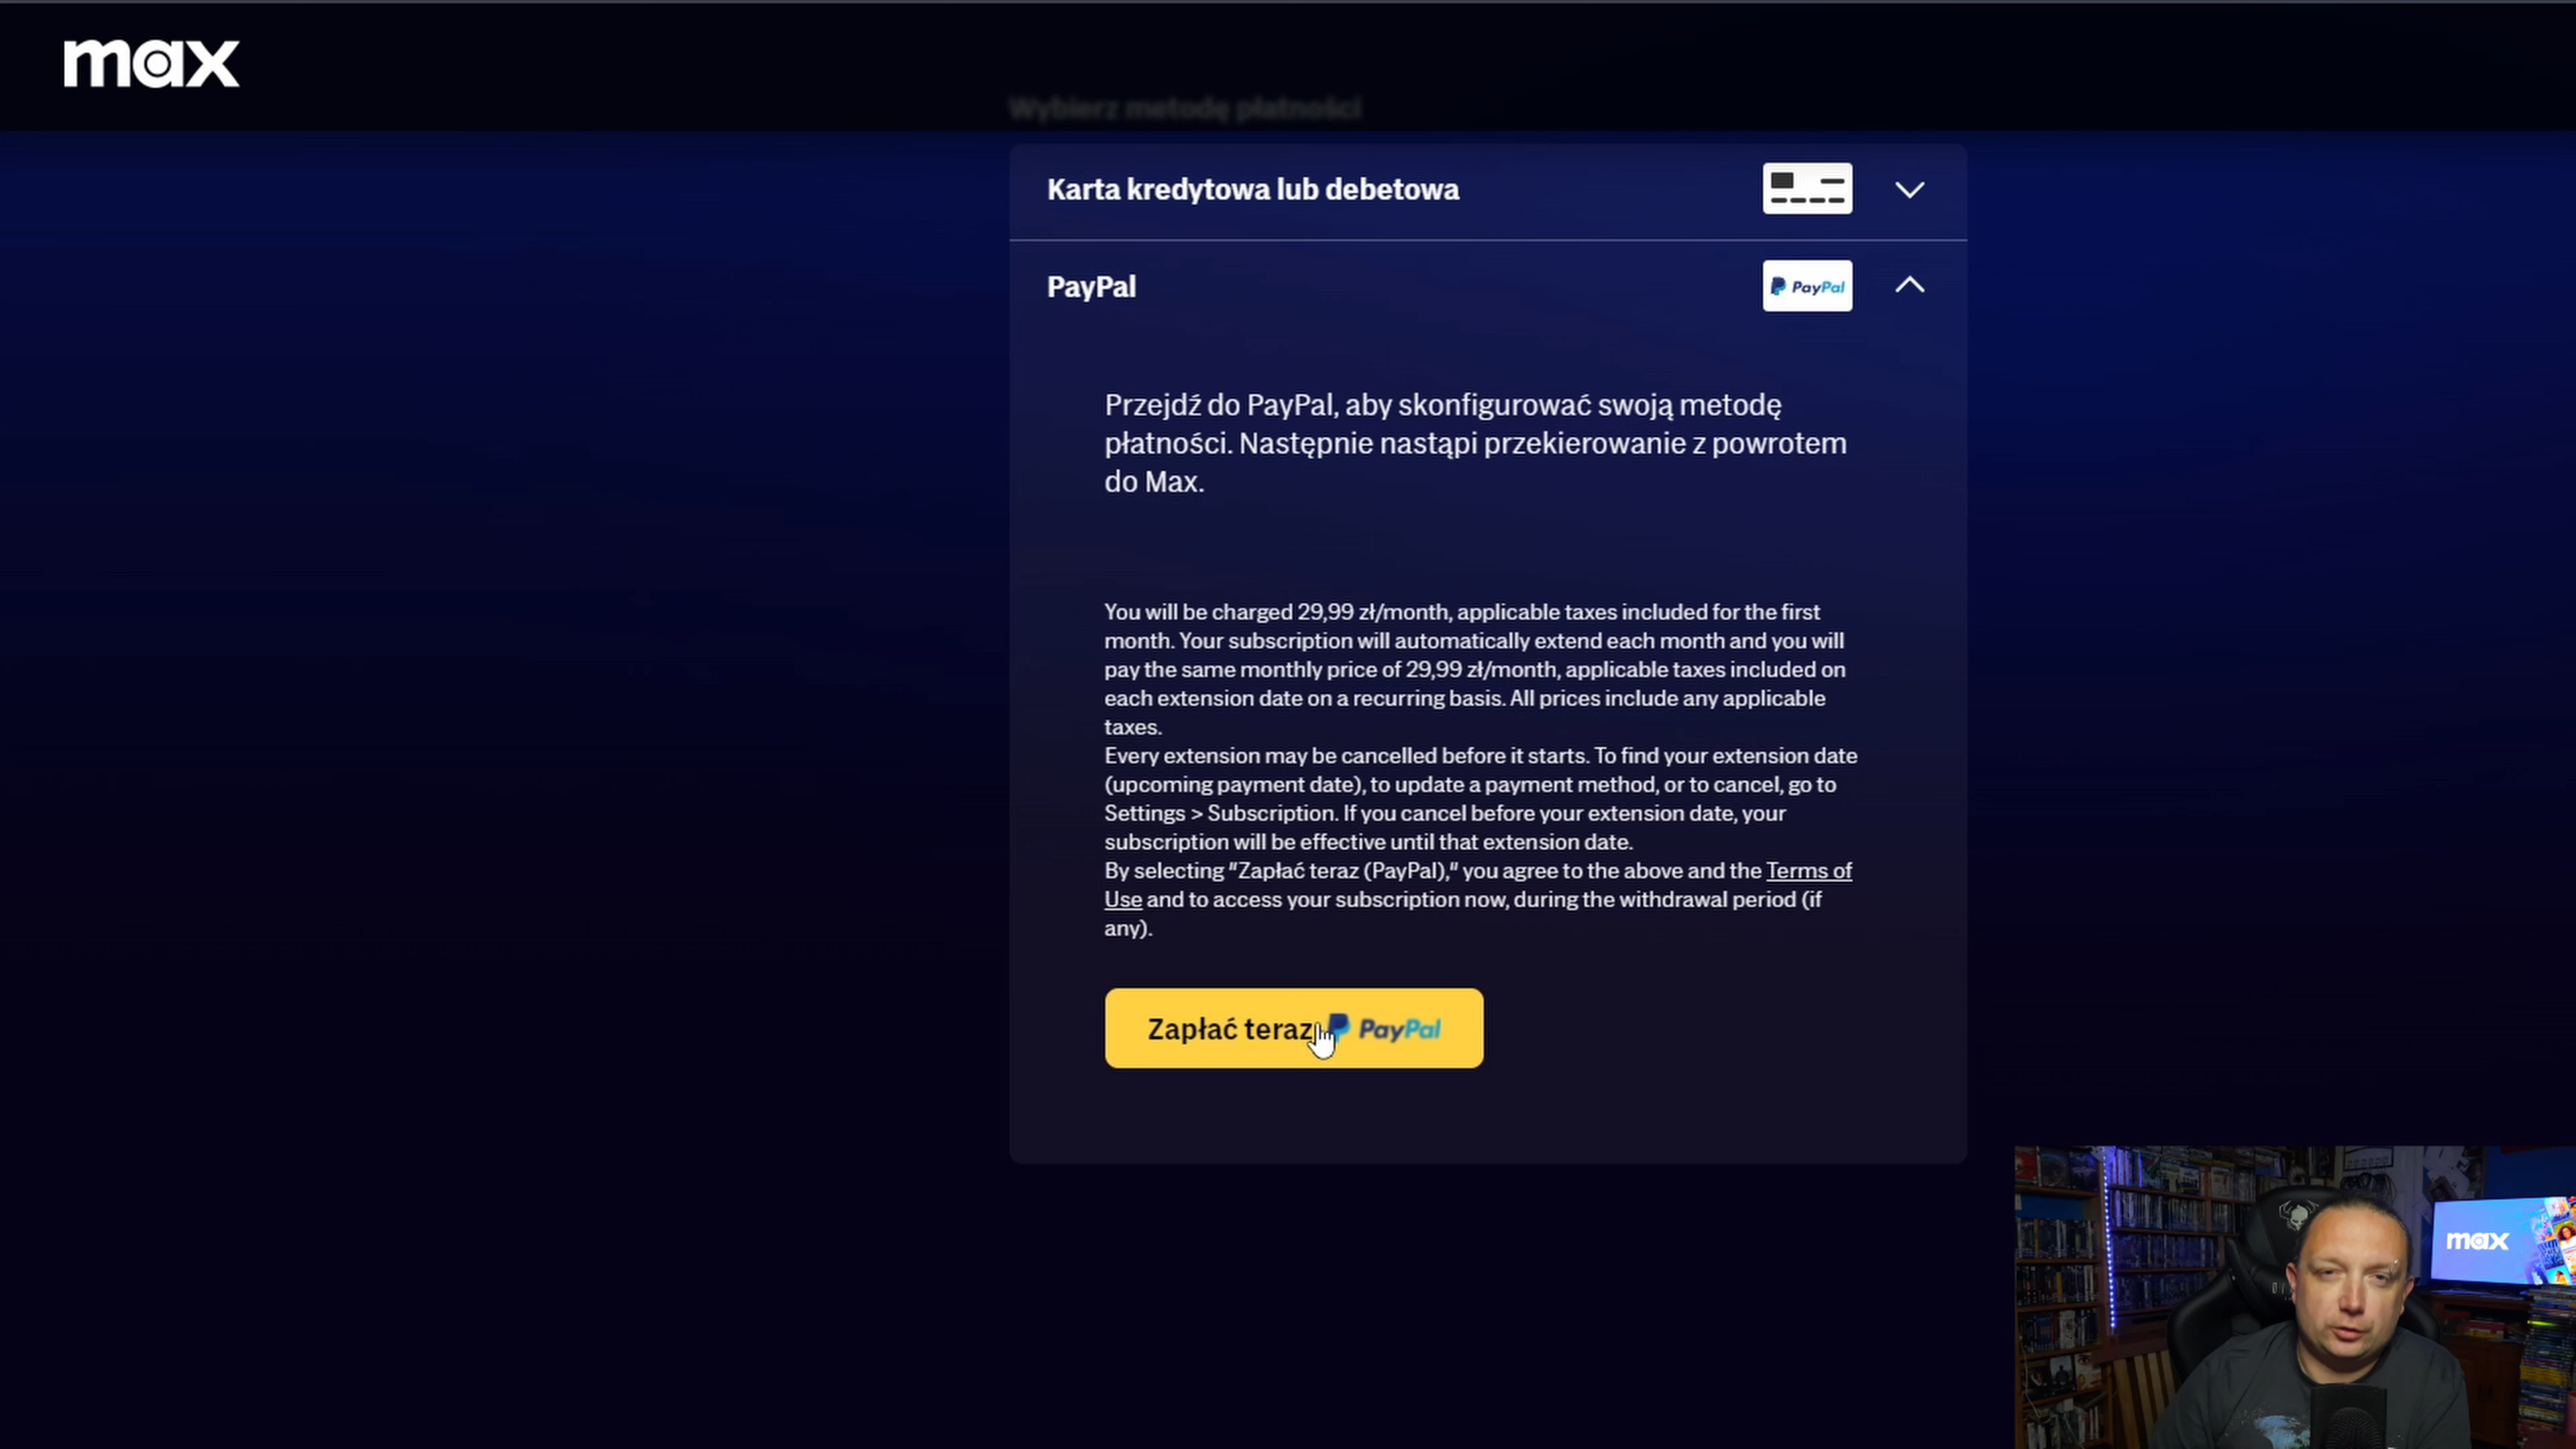 max
Wybierz metodę płatności
Karta kredytowa lub debetowa
PayPal
PayPal
Przejdź do PayPal, aby skonfigurować swoją metodę
płatności. Następnie nastąpi przekierowanie z powrotem
do Max.
You will be charged 29,99 zł/month, applicable taxes included for the first
month. Your subscription will automatically extend each month and you will
pay the same monthly price of 29,99 zł/month, applicable taxes included on
each extension date on a recurring basis. All prices include any applicable
taxes.
Every extension may be cancelled before it starts. To find your extension date
(upcoming payment date), to update a payment method, or to cancel, go to
Settings > Subscription. If you cancel before your extension date, your
subscription will be effective until that extension date.
By selecting "Zapłać teraz (PayPal)," you agree to the above and the Terms of
Use and to access your subscription now, during the withdrawal period (if
any).
Zapłać teraz PayPal
max